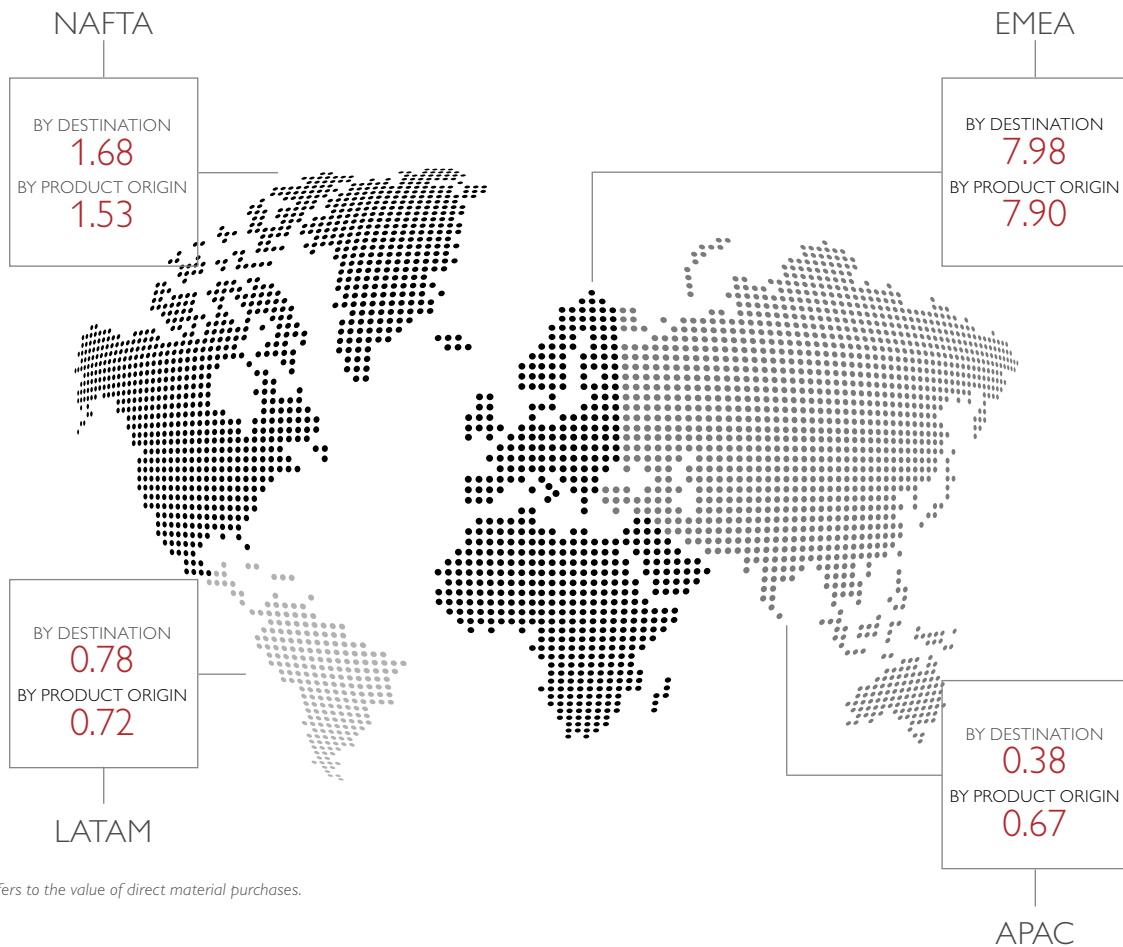 NAFTA
BY DESTINATION
1.68
BY PRODUCT ORIGIN
1.53
EMEA
BY DESTINATION
7.98
BY PRODUCT ORIGIN
7.90
BY DESTINATION
0.78
BY PRODUCT ORIGIN
0.72
LATAM
BY DESTINATION
0.38
BY PRODUCT ORIGIN
0.67
APAC
to the value of direct material purchases.